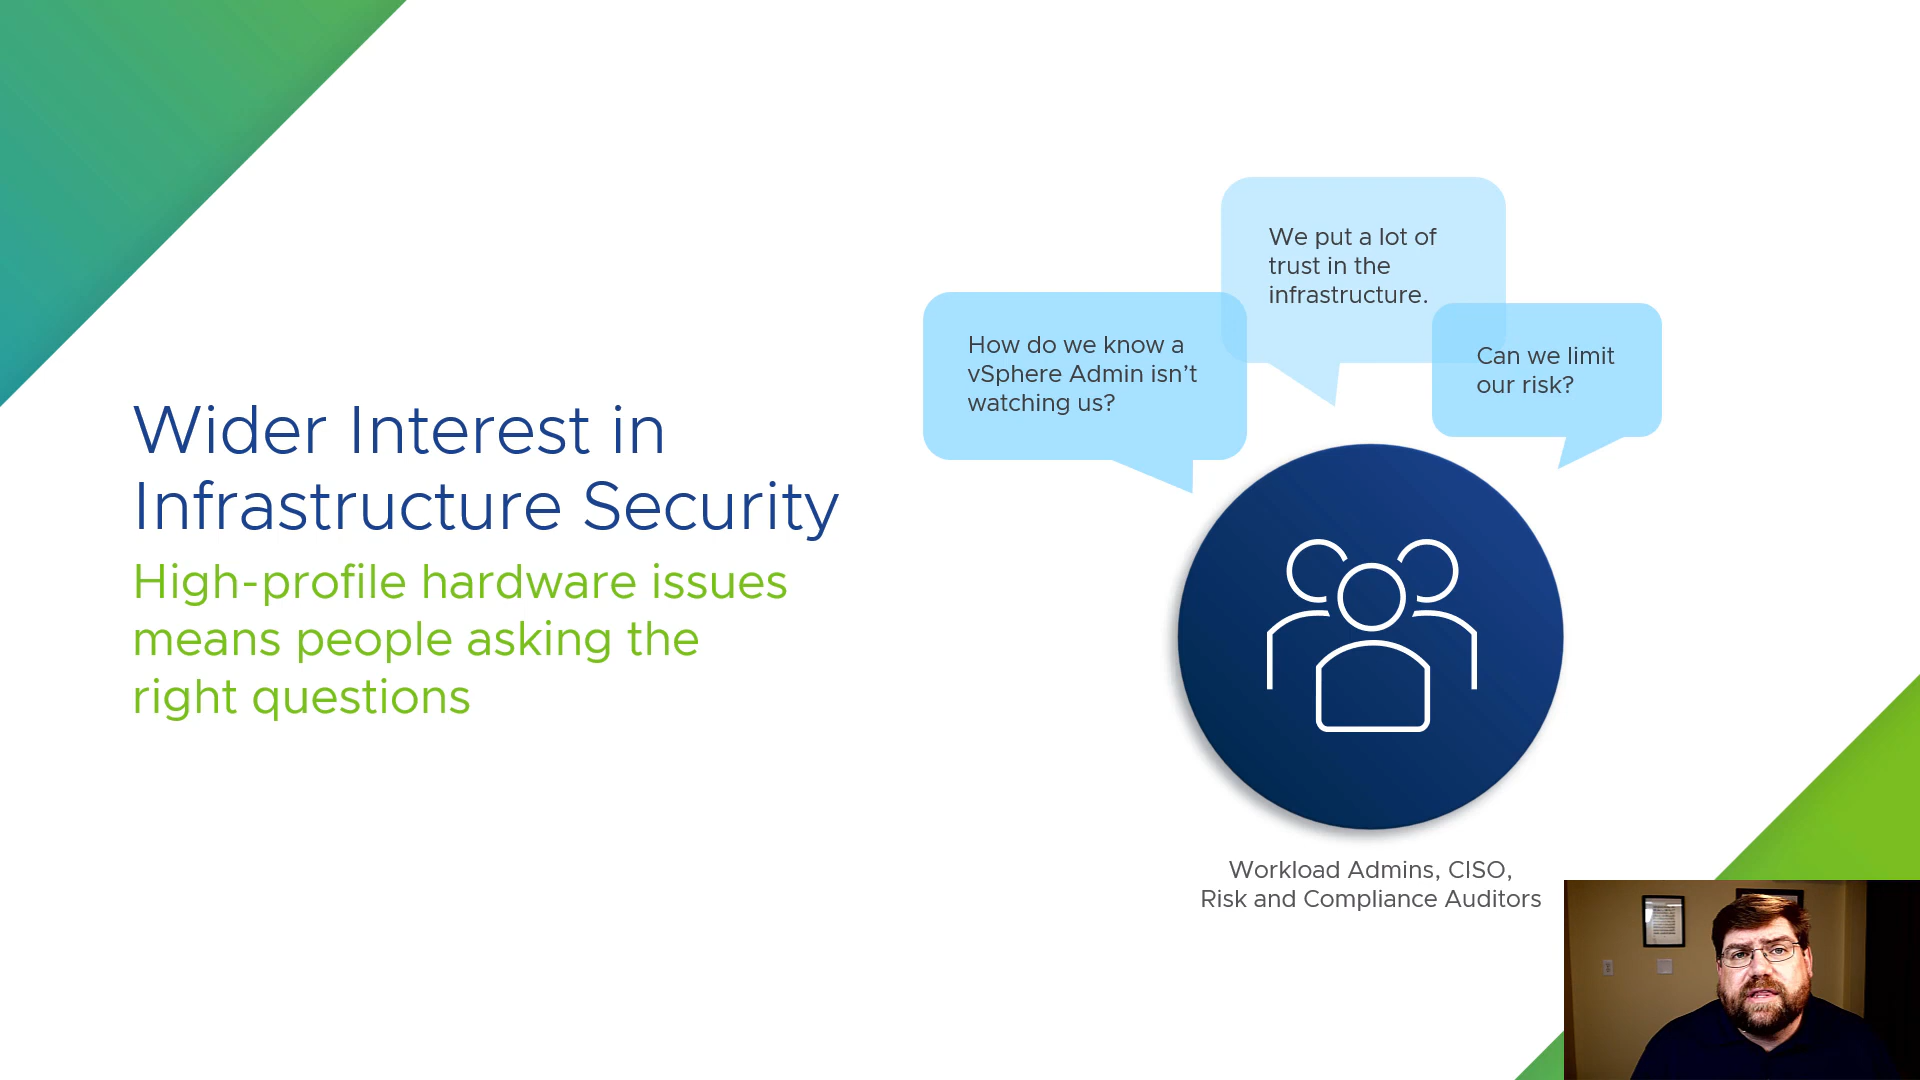 Wider Interest in
Infrastructure Security
High-profile hardware issues
means people asking the
right questions
How do we know a
vSphere Admin isn’t
watching us?
We put a lot of
trust in the
infrastructure.
Can we limit
our risk?
Workload Admins, CISO,
Risk and Compliance Auditors